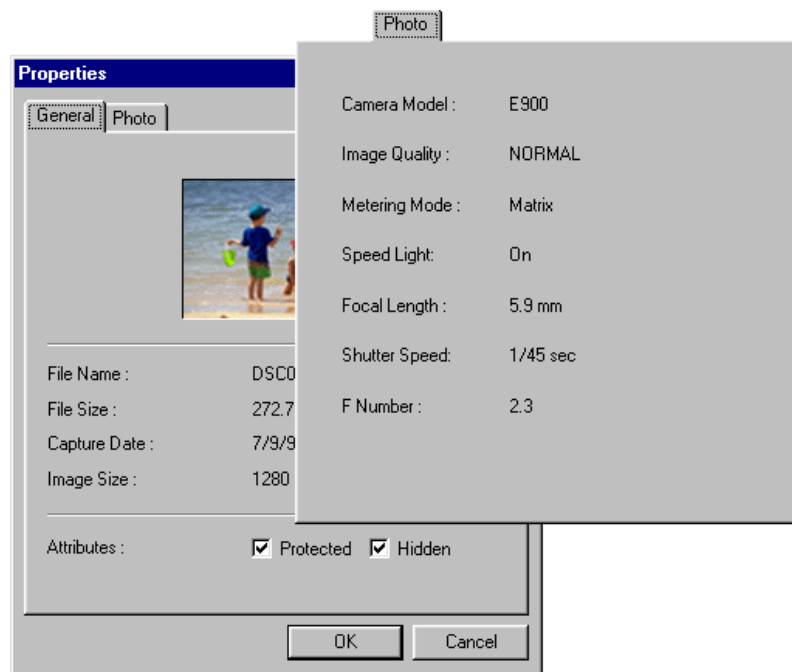 Photo
Properties
General Photo
Camera Model : E900
Image Quality : NORMAL
Metering Mode : Matrix
Speed Light: On
Focal Length : 5.9 mm
Shutter Speed: 1/45 sec
F Number : 2.3
File Name : DSC0
File Size : 272.7
Capture Date : 7/9/9
Image Size : 1280
Attributes : Protected Hidden
OK Cancel